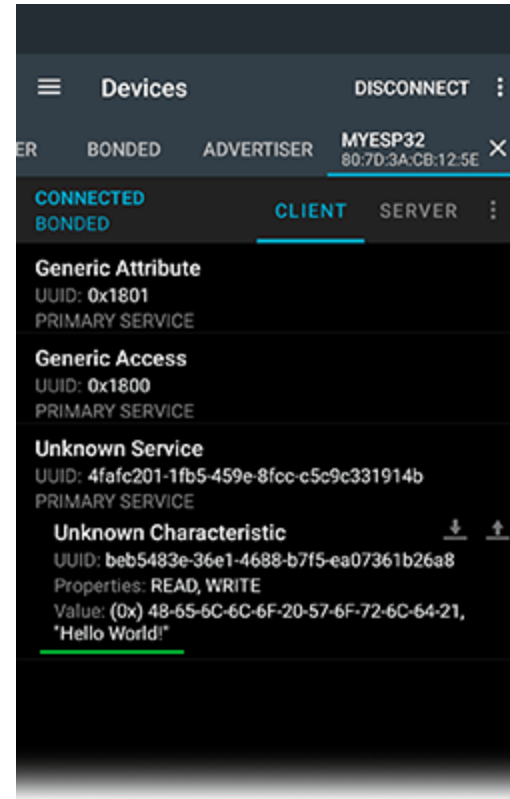 Devices
DISCONNECT
ER
BONDED
ADVERTISER
MYESP32
80:7D:3A:CB:12:5E
CONNECTED
BONDED
CLIENT
SERVER
Generic Attribute
UUID: 0x1801
PRIMARY SERVICE
Generic Access
UUID: 0x1800
PRIMARY SERVICE
Unknown Service
UUID: 4fafc201-1fb5-459e-8fcc-c5c9c331914b
PRIMARY SERVICE
Unknown Characteristic
UUID: beb5483e-36e1-4688-b7f5-ea07361b26a8
Properties: READ, WRITE
Value: (0x) 48-65-6C-6C-6F-20-57-6F-72-6C-64-21,
"Hello World!"